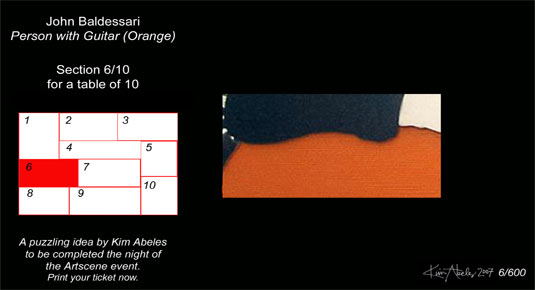 John Baldessari
Person with Guitar (Orange)
Section 6/10
for a table of 10
1
2
3
4
5
6
7
8
9
10
A puzzling idea by Kim Abeles
to be completed the night of
the Artscene event.
Print your ticket now.
Kim Abeles 2007 6/600